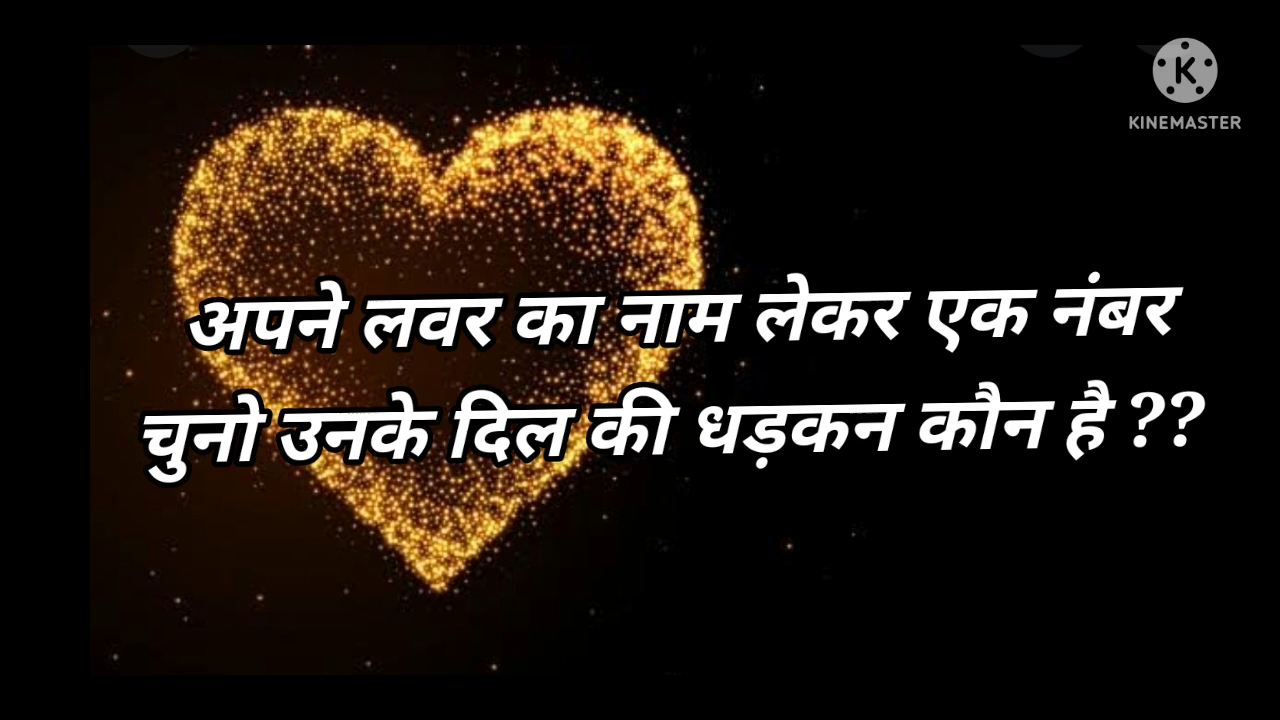 KINEMASTER
अपने लवर का नाम लेकर एक नंबर
चुनो उनके दिल की धड़कन कौन है ??